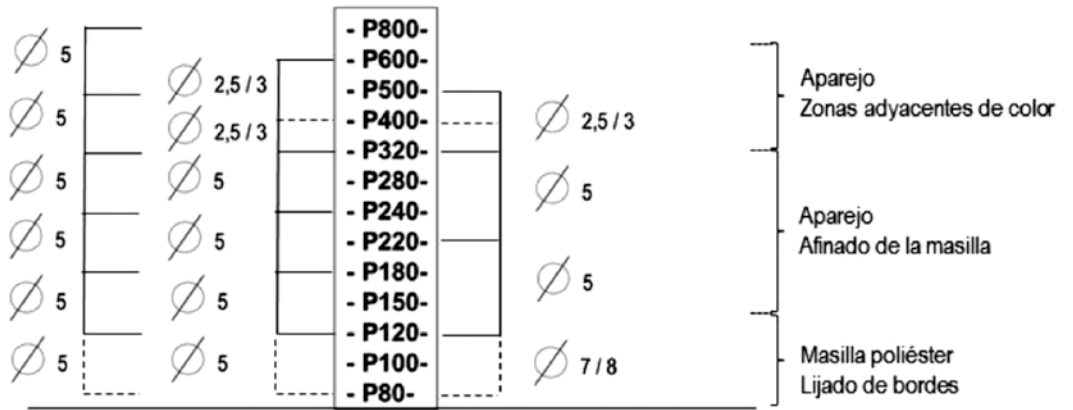 - P800-
5
- P600-
2,5 / 3
- P500-
Aparejo
Zonas adyacentes de color
5
2,5 / 3
- P400-
2,5 / 3
- P320-
5
5
- P280-
5
- P240-
Aparejo
Afinado de la masilla
5
5
- P220-
- P180-
5
5
5
- P150-
- P120-
5
5
- P100-
7 / 8
Masilla poliéster
Lijado de bordes
- P80-